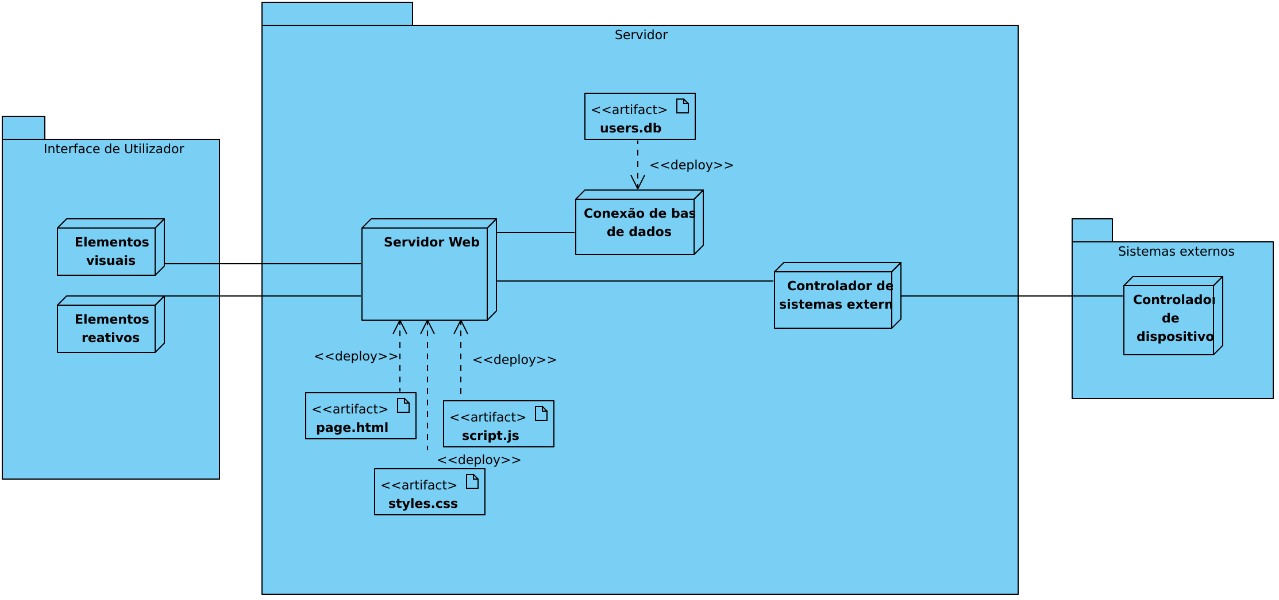 Servidor
<<artifact>>
users.db
<<deploy>>
Interface de Utilizador
Elementos
visuais
Elementos
reativos
Servidor Web
Conexão de bas
de dados
Controlador de
sistemas extern
Sistemas externos
Controlador
de
dispositivo
<<deploy>>
<<deploy>>
<<artifact>>
page.html
<<artifact>>
script.js
<<deploy>>
<<artifact>>
styles.css